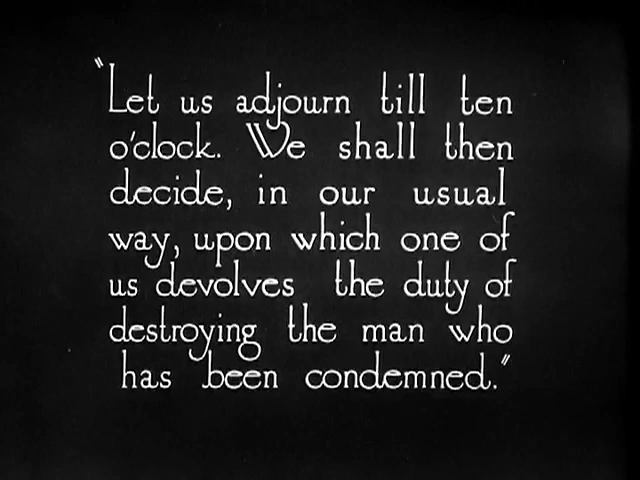 "Let us adjourn till ten
o'clock. We shall then
decide, in our usual
way, upon which one of
us devolves the duty of
destroying the man who
has been condemned."